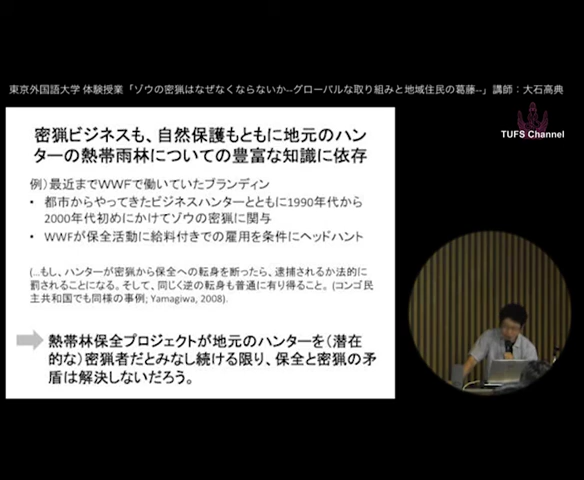 東京外国語大学 体験授業「ゾウの密猟はなぜなくならないか--グローバルな取り組みと地域住民の葛藤--」講師：大石高典
TUFS Channel
密猟ビジネスも、自然保護もともに地元のハン
ターの熱帯雨林についての豊富な知識に依存
例）最近までWWFで働いていたブランディン
• 都市からやってきたビジネスハンターとともに1990年代から
2000年代初めにかけてゾウの密猟に関与
• WWFが保全活動に給料付きでの雇用を条件にヘッドハント
(...もし、ハンターが密猟から保全への転身を断ったら、逮捕されるか法的に
罰されることになる。そして、同じく逆の転身も普通に有り得ること。（コンゴ民
主共和国でも同様の事例; Yamagiwa, 2008).
熱帯林保全プロジェクトが地元のハンターを（潜在
的な）密猟者だとみなし続ける限り、保全と密猟の矛
盾は解決しないだろう。